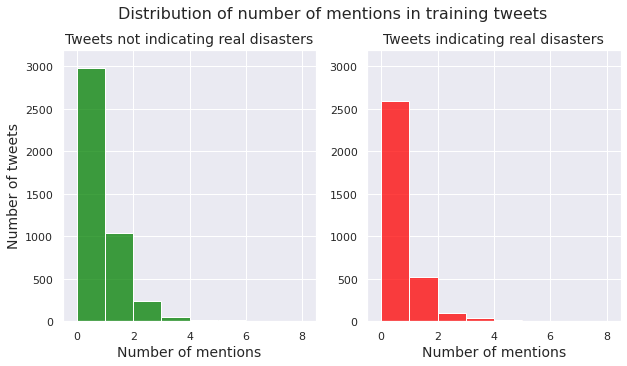 Distribution of number of mentions in training tweets
Tweets not indicating real disasters
Tweets indicating real disasters
Number of tweets
3000
2500
2000
1500
1000
500
0
0 2 4 6 8
Number of mentions
3000
2500
2000
1500
1000
500
0
0 2 4 6 8
Number of mentions